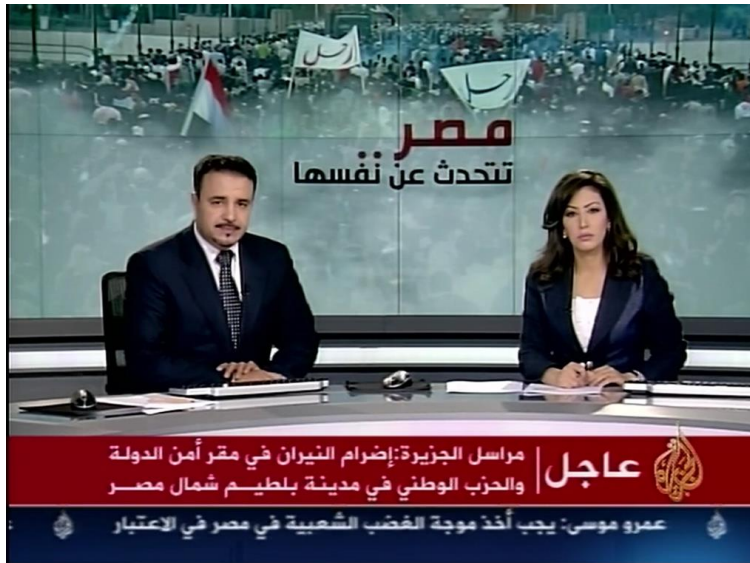 ارحل
ارحل
مصر
تتحدث عن نفسها
عاجل
مراسل الجزيرة:إضرام النيران في مقر أمن الدولة
والحزب الوطني في مدينة بلطيم شمال مصر
الجزيرة
عمرو موسى: يجب أخذ موجة الغضب الشعبية في مصر في الاعتبار